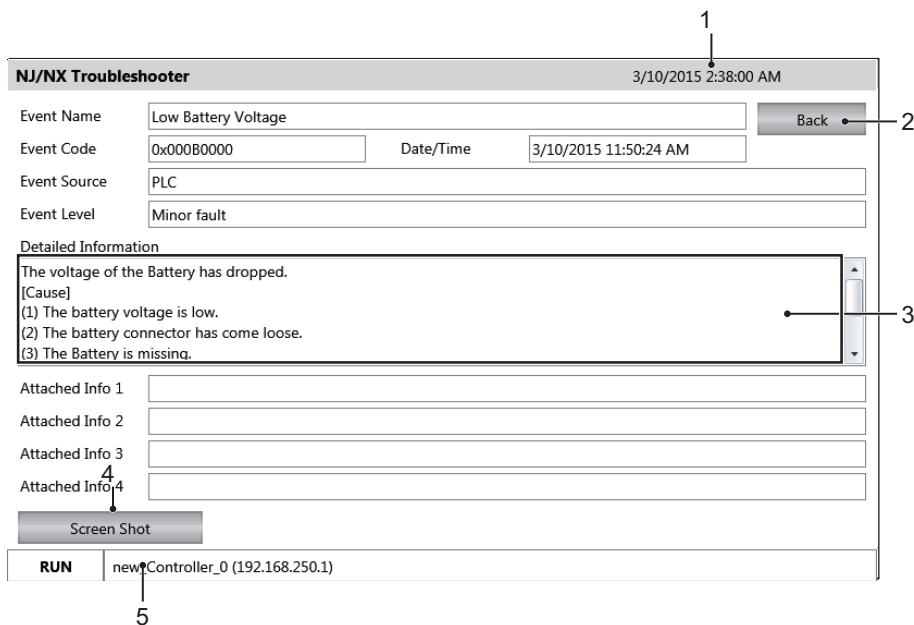 1
NJ/NX Troubleshooter 3/10/2015 2:38:00 AM
Event Name Low Battery Voltage Back 2
Event Code 0x000B0000 Date/Time 3/10/2015 11:50:24 AM
Event Source PLC
Event Level Minor fault
Detailed Information
The voltage of the Battery has dropped.
[Cause]
(1) The battery voltage is low.
(2) The battery connector has come loose.
(3) The Battery is missing.
3
Attached Info 1
Attached Info 2
Attached Info 3
4
Attached Info 4
Screen Shot
RUN new_Controller_0 (192.168.250.1)
5